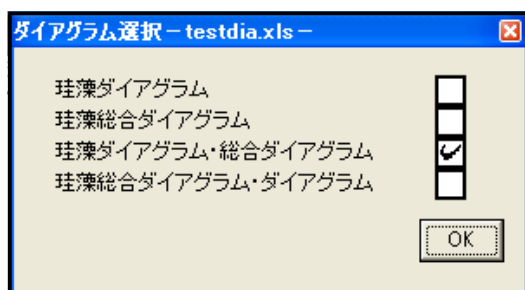 ダイアグラム選択－testdia.xls－
珪藻ダイアグラム
珪藻総合ダイアグラム
珪藻ダイアグラム・総合ダイアグラム
珪藻総合ダイアグラム・ダイアグラム
OK